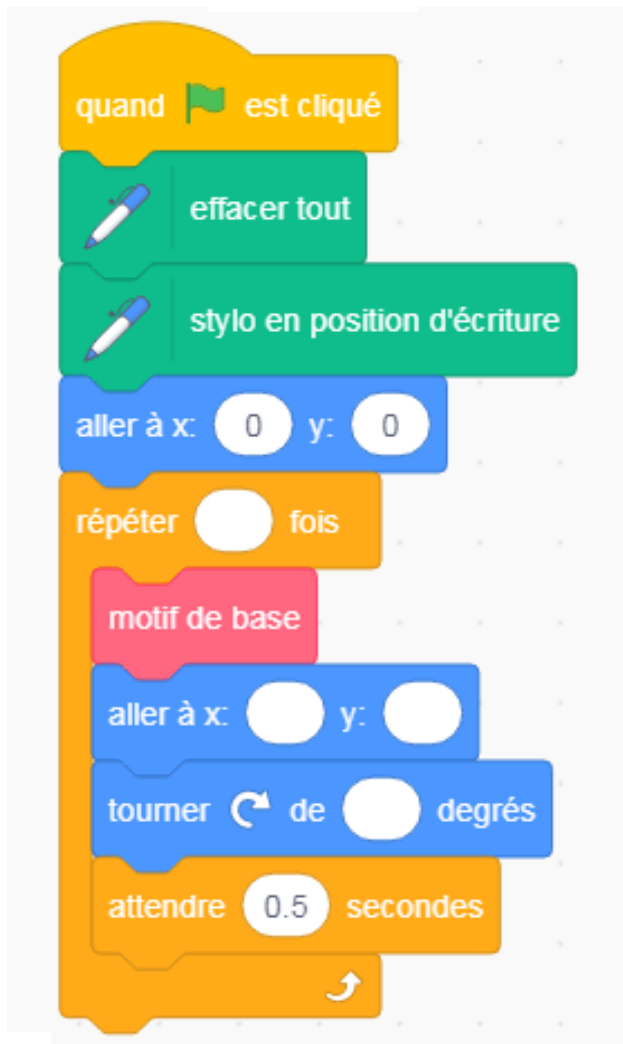 quand est cliqué
effacer tout
stylo en position d'écriture
aller à x: 0 y: 0
répéter fois
motif de base
aller à x: y:
tourner de degrés
attendre 0.5 secondes